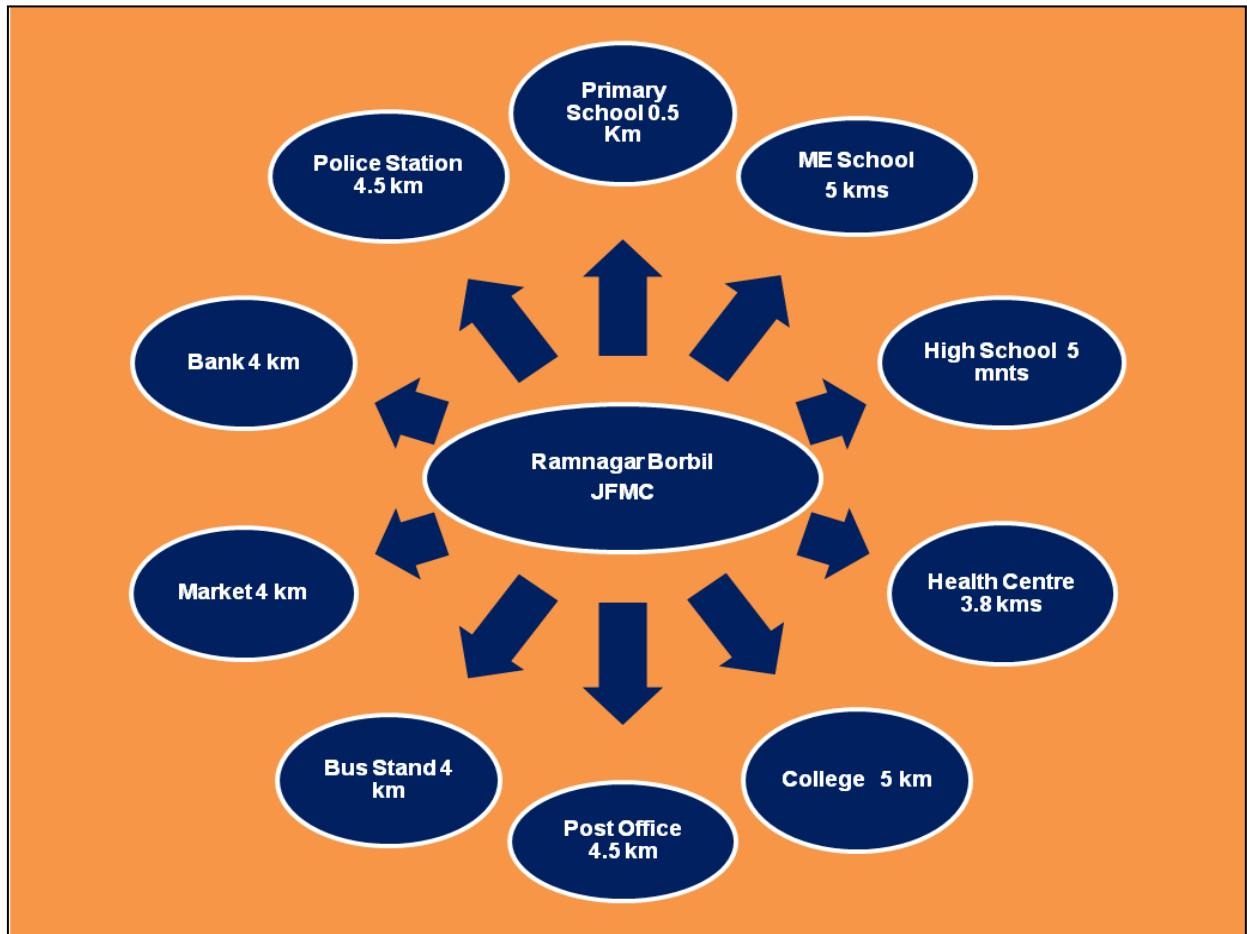 Primary
School 0.5
Km
Police Station
4.5 km
ME School
5 kms
Bank 4 km
High School 5
mnts
Ramnagar Borbil
JFMC
Market 4 km
Health Centre
3.8 kms
Bus Stand 4
km
College 5 km
Post Office
4.5 km